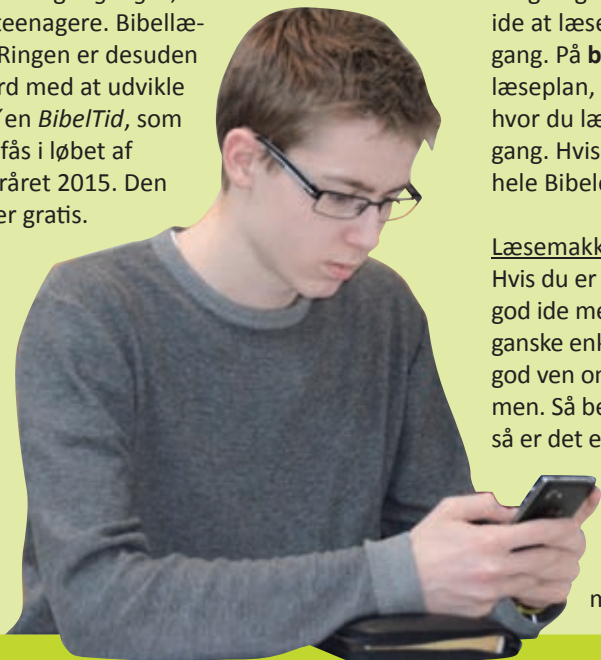 teenagere. Bibellæ-
Ringen er desuden
rd med at udvikle
en BibelTid, som
fås i løbet af
råret 2015. Den
er gratis.
ide at læse
gang. På b
læseplan,
hvor du læ
gang. Hvis
hele Bibel
Læsemakk
Hvis du er
god ide me
ganske enk
god ven on
men. Så be
så er det e